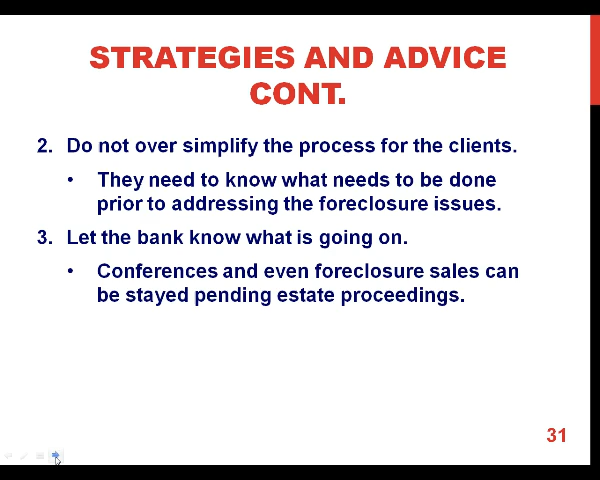 STRATEGIES AND ADVICE
CONT.
2. Do not over simplify the process for the clients.
• They need to know what needs to be done
prior to addressing the foreclosure issues.
3. Let the bank know what is going on.
• Conferences and even foreclosure sales can
be stayed pending estate proceedings.
31